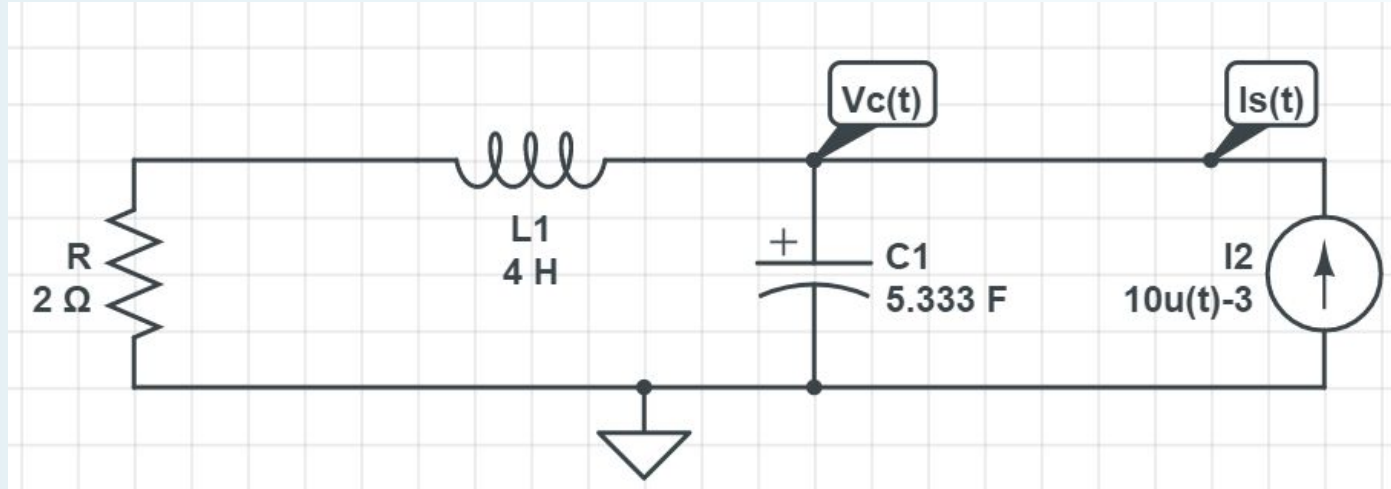 Vc(t)
Is(t)
L1
4 H
R
2 Ω
+
C1
5.333 F
I2
10u(t)-3